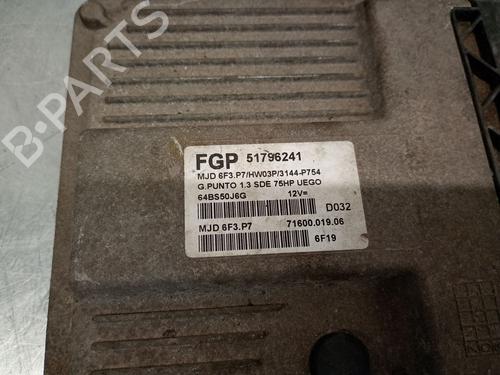 B-PARTS
FGP 51796241
MJD 6F3.P7/HW03P/3144-P754
G.PUNTO 1.3 SDE 75HP UEGO
64BS50J6G 12V=
D032
MJD 6F3.P7 71600.019.06
6F19